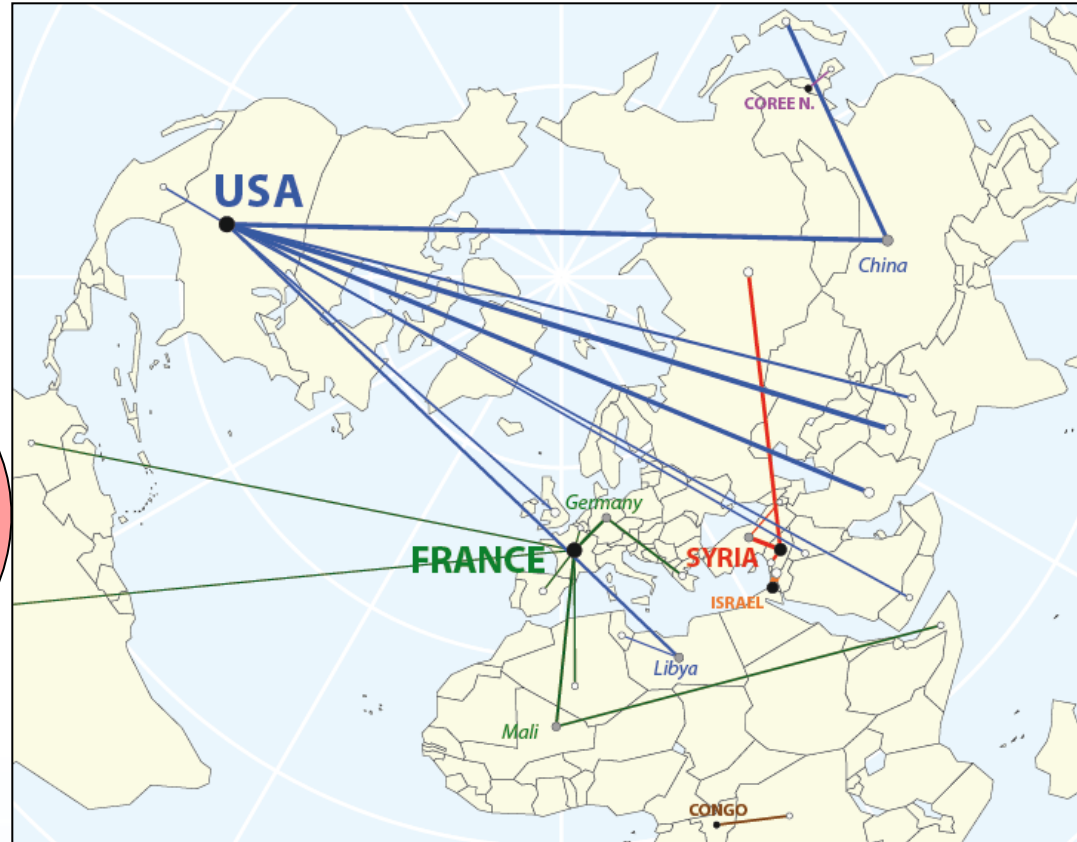 COREE N.
USA
China
Germany
FRANCE
SYRIA
ISRAEL
Libya
Mali
CONGO